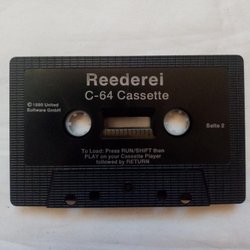 Reederei
C-64 Cassette
© 1990 United
Software GmbH
Seite 2
To Load: Press RUN/SHIFT then
PLAY on your Cassette Player
followed by RETURN